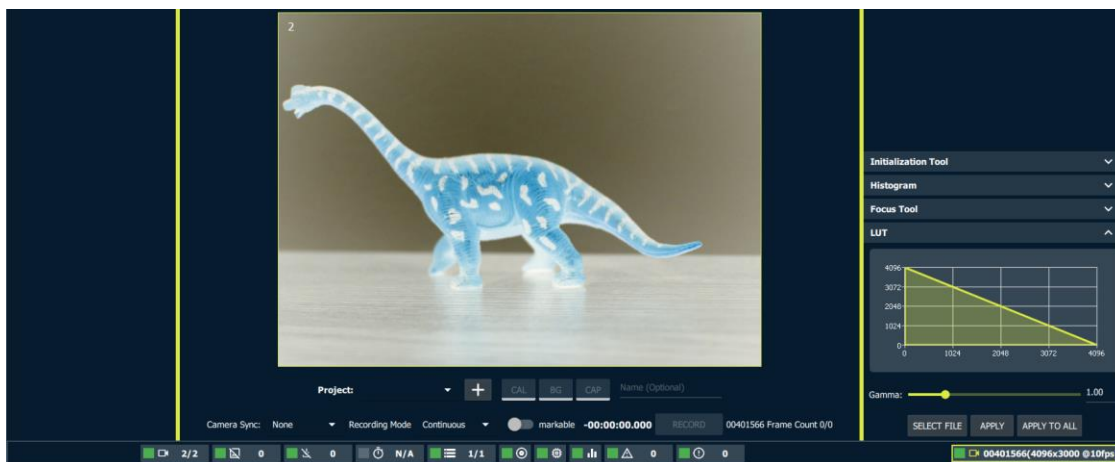 2
Initialization Tool
Histogram
Focus Tool
LUT
4096
3072
2048
1024
0
0 1024 2048 3072 4096
Gamma: 1.00
SELECT FILE APPLY APPLY TO ALL
Project: + CAL BG CAP Name (Optional)
Camera Sync: None Recording Mode Continuous markable -00:00:00.000 RECORD 00401566 Frame Count 0/0
2/2 0 0 N/A 1/1 0 0 00401566(4096x3000 @10fps